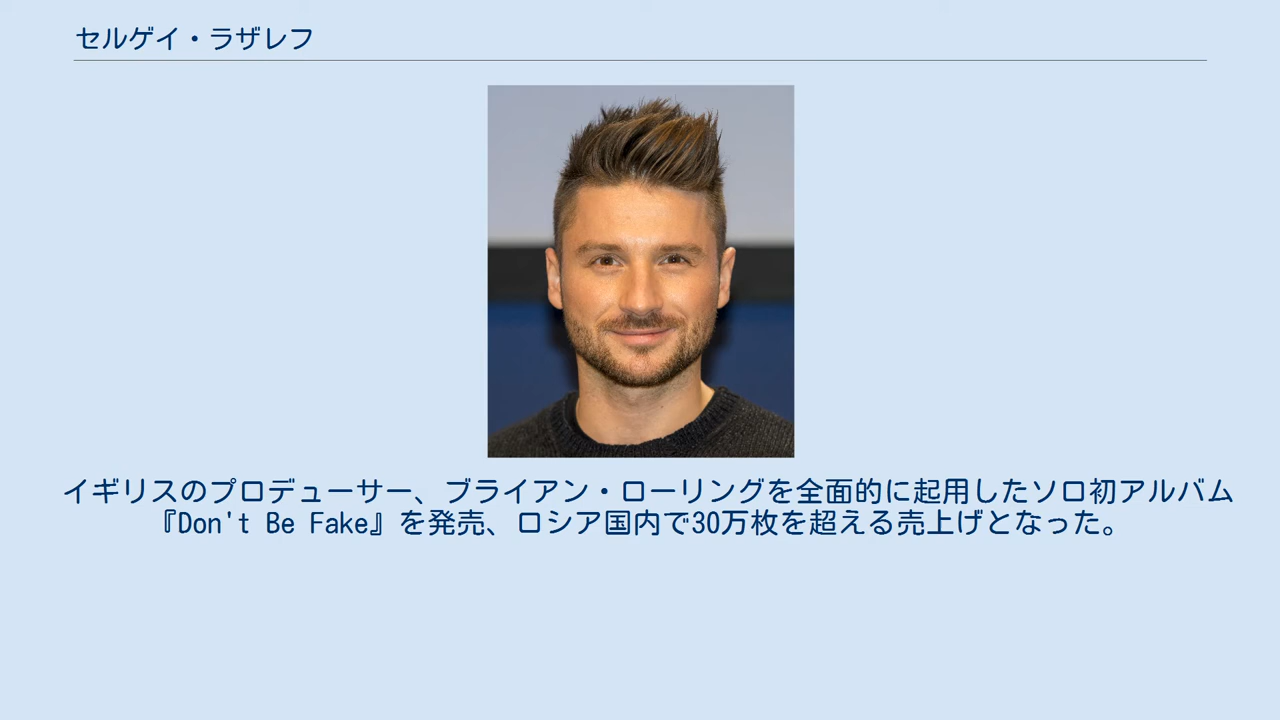 セルゲイ・ラザレフ
イギリスのプロデューサー、ブライアン・ローリングを全面的に起用したソロ初アルバム
『Don't Be Fake』を発売、ロシア国内で30万枚を超える売上げとなった。